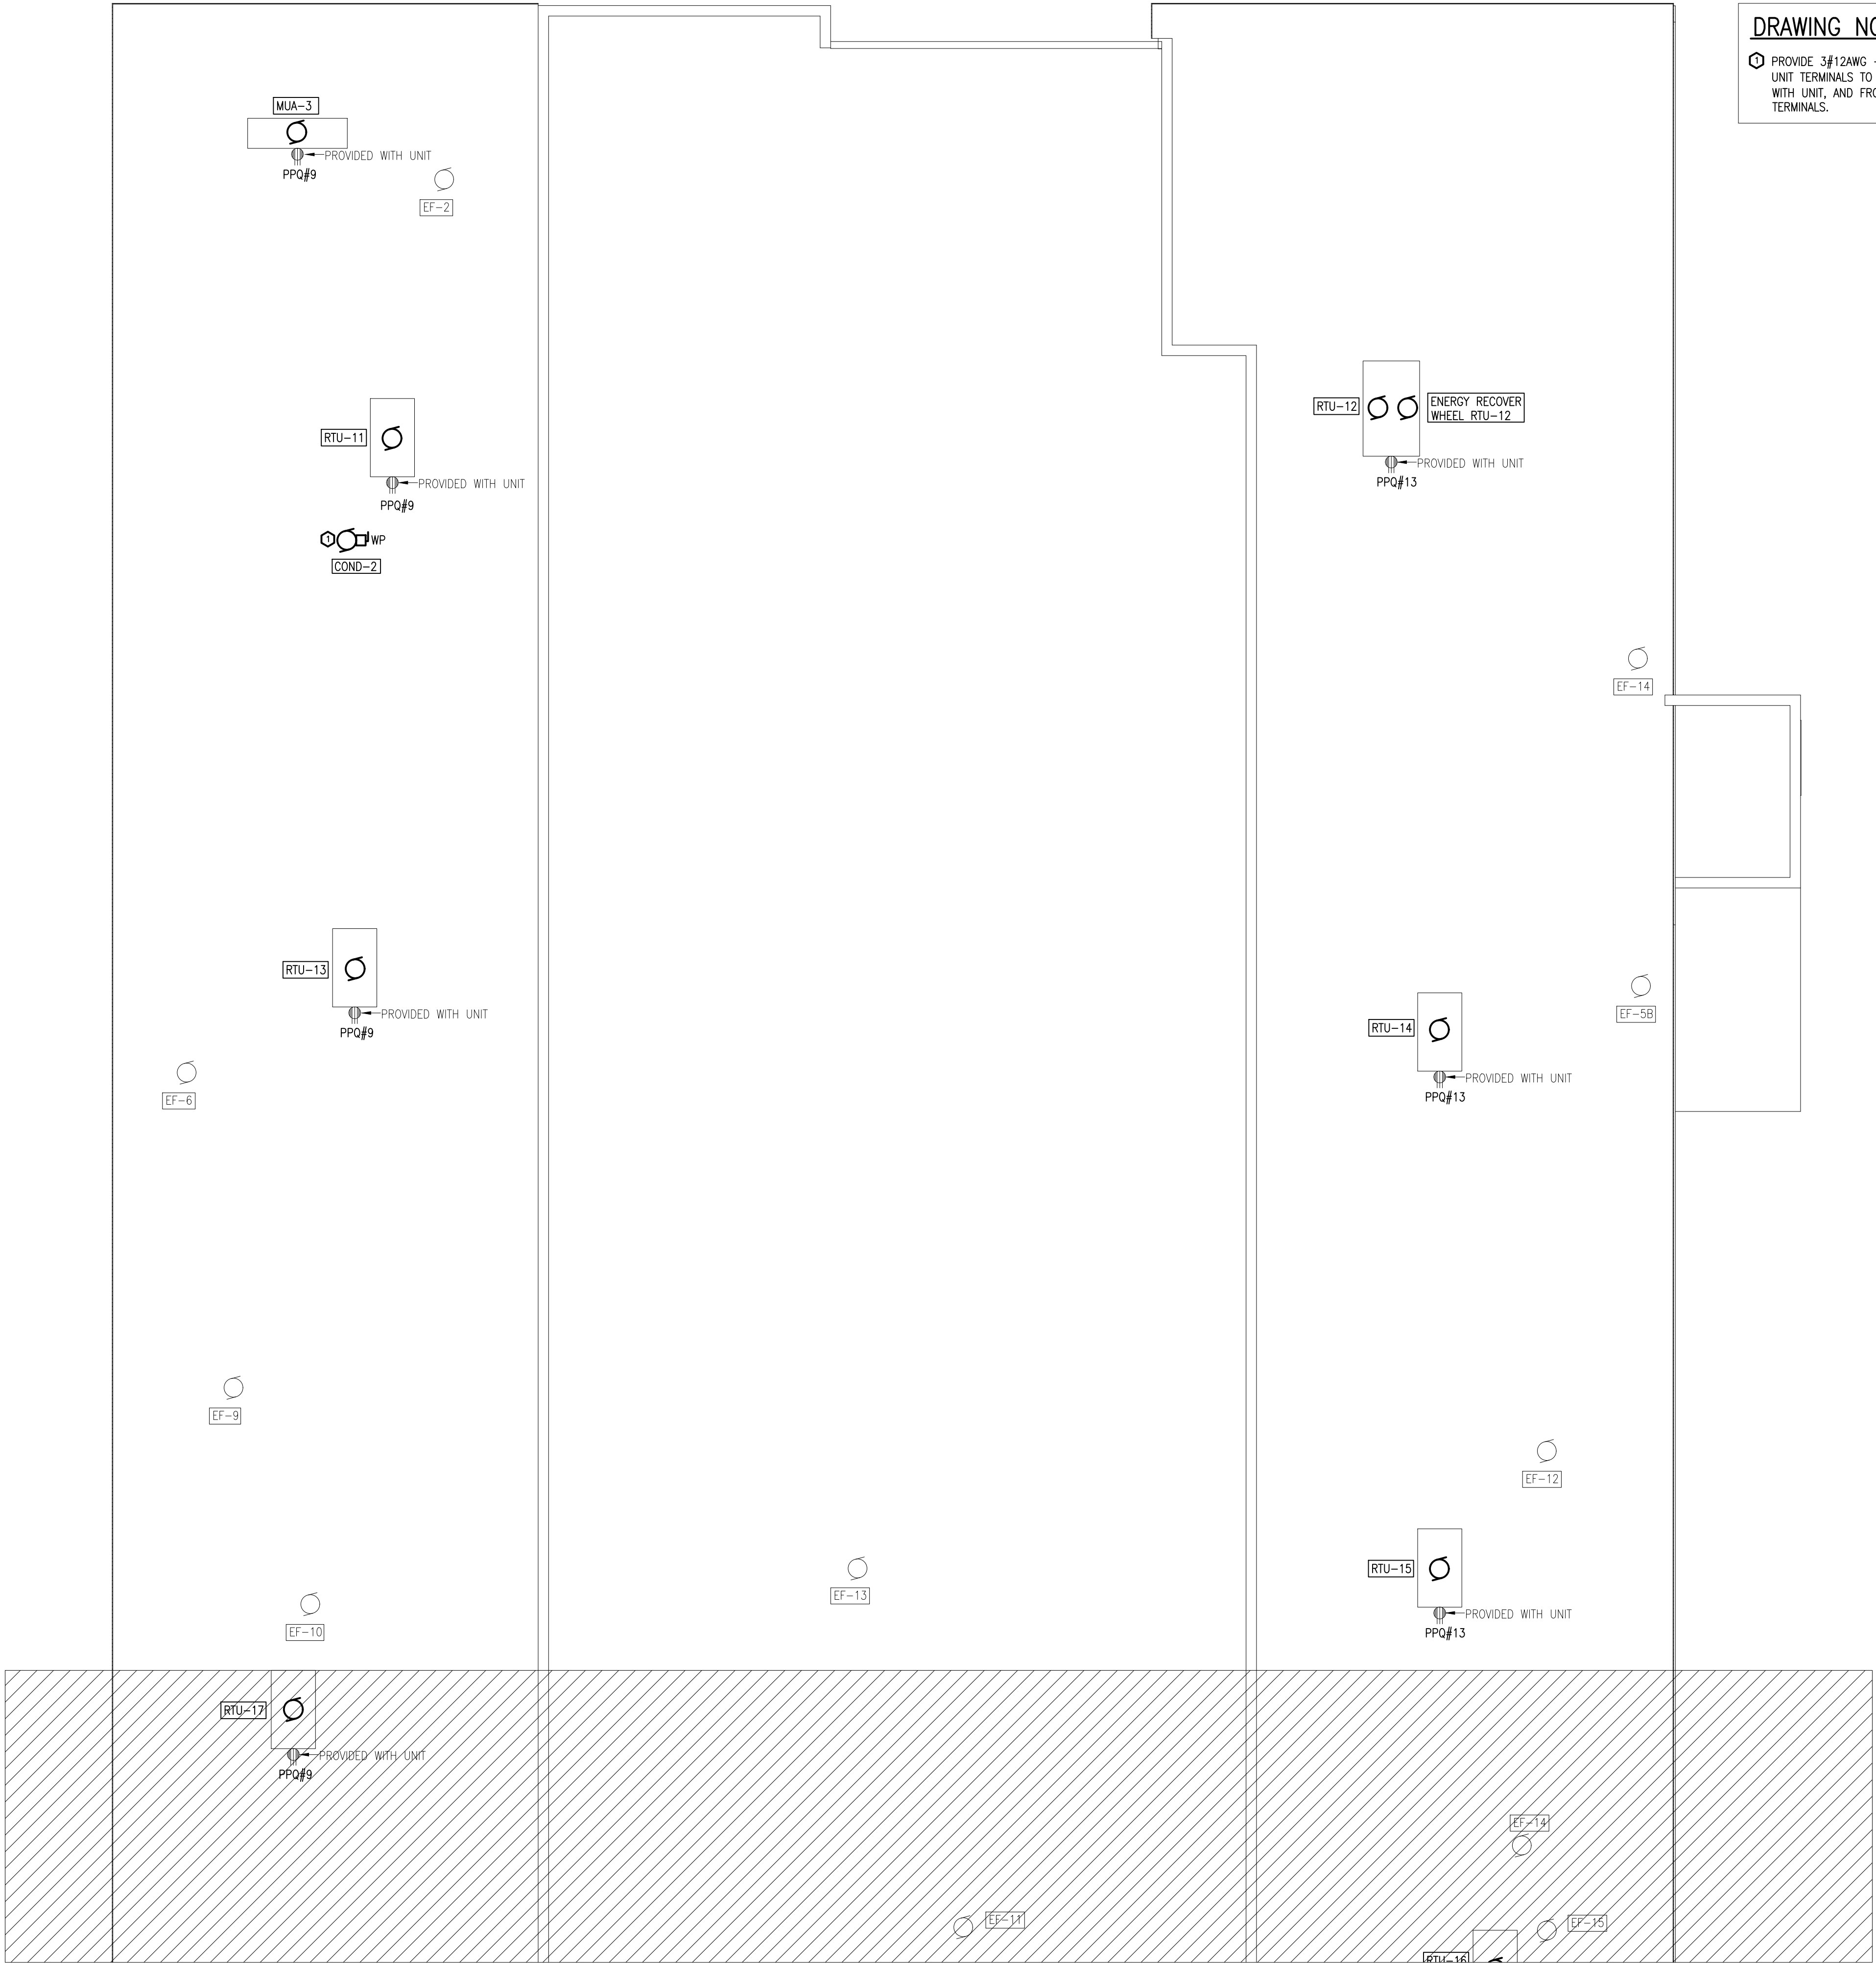 DRAWING
1 PROVIDE 3#12AWG
UNIT TERMINALS TO
WITH UNIT, AND
TERMINALS.
MUA-3
PROVIDED WITH UNIT
PPQ#9
EF-2
RTU-11
PROVIDED WITH UNIT
PPQ#9
1
WP
COND-2
RTU-12
ENERGY RECOVER
WHEEL RTU-12
PROVIDED WITH UNIT
PPQ#13
EF-14
RTU-13
PROVIDED WITH UNIT
PPQ#9
EF-5B
RTU-14
PROVIDED WITH UNIT
PPQ#13
EF-6
EF-9
EF-12
RTU-15
PROVIDED WITH UNIT
PPQ#13
EF-13
EF-10
RTU-17
PROVIDED WITH UNIT
PPQ#9
EF-14
EF-11
EF-15
RTU-16